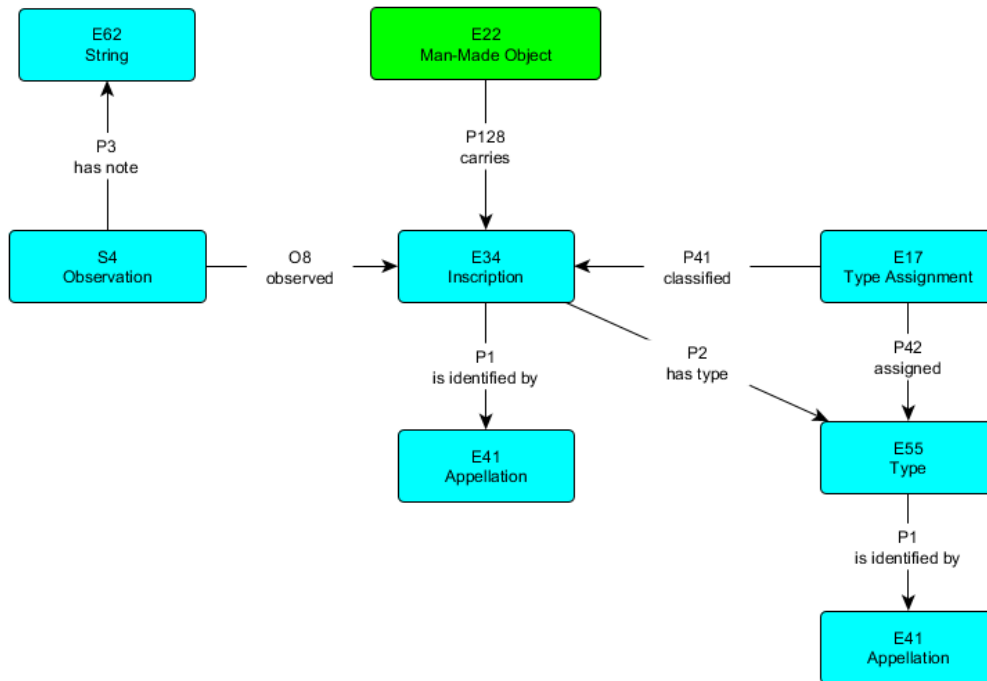 E62
String
E22
Man-Made Object
P3
has note
P128
carries
S4
Observation
O8
observed
E34
Inscription
P41
classified
E17
Type Assignment
P1
is identified by
P2
has type
P42
assigned
E41
Appellation
E55
Type
P1
is identified by
E41
Appellation